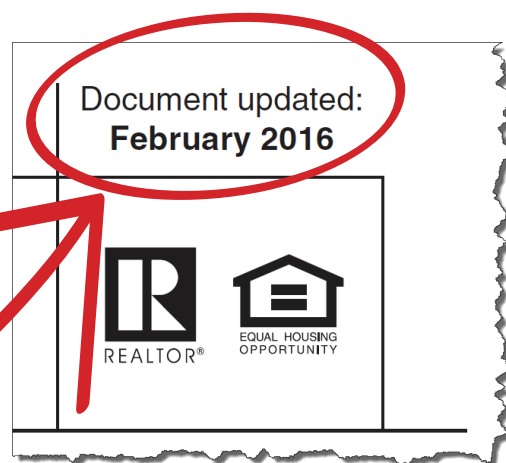 Document updated:
February 2016
REALTOR®
EQUAL HOUSING
OPPORTUNITY